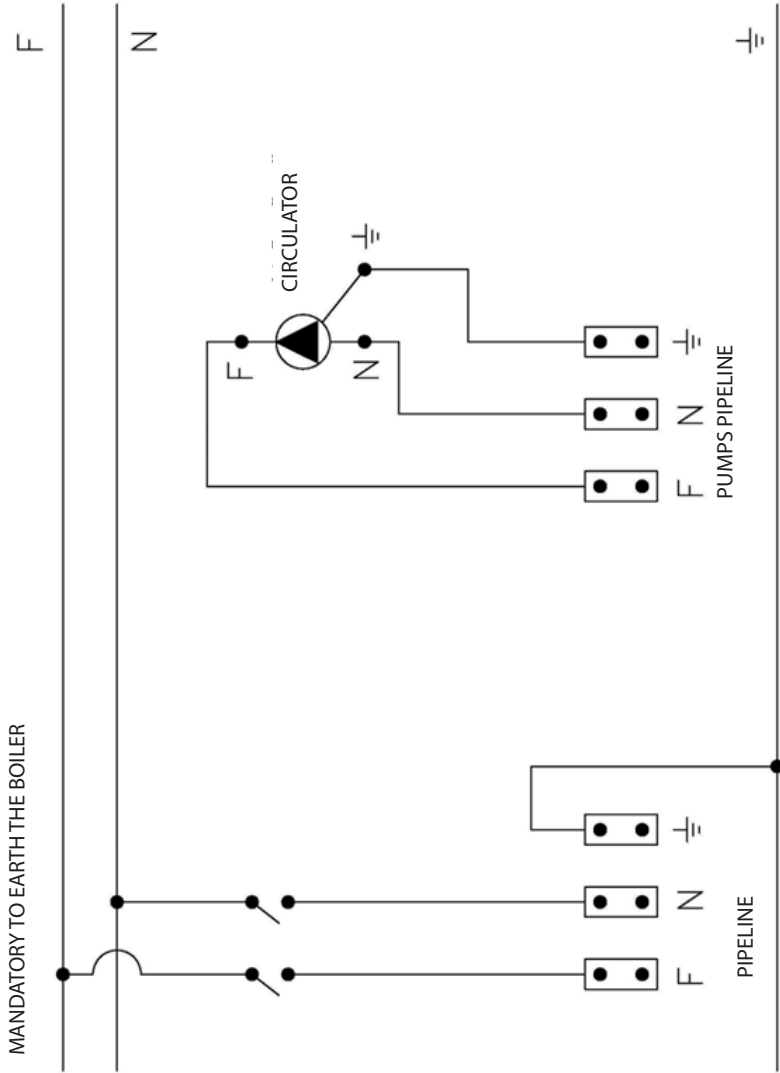 MANDATORY TO EARTH THE BOILER
F
N
CIRCULATOR
F
N
F
N
PIPELINE
F
N
PUMPS PIPELINE